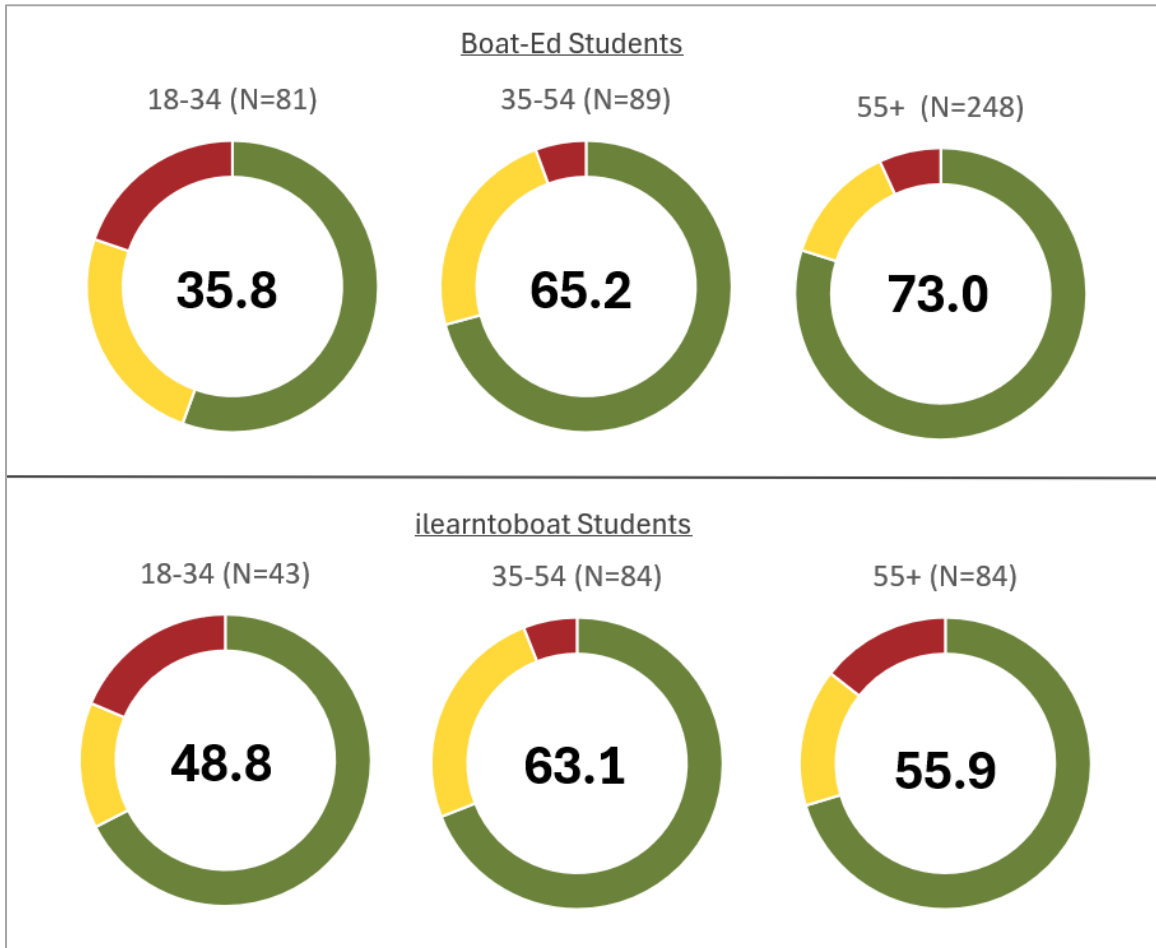 Boat-Ed Students
18-34 (N=81)
35-54 (N=89)
55+ (N=248)
35.8
65.2
73.0
ilearntoboat Students
18-34 (N=43)
35-54 (N=84)
55+ (N=84)
48.8
63.1
55.9